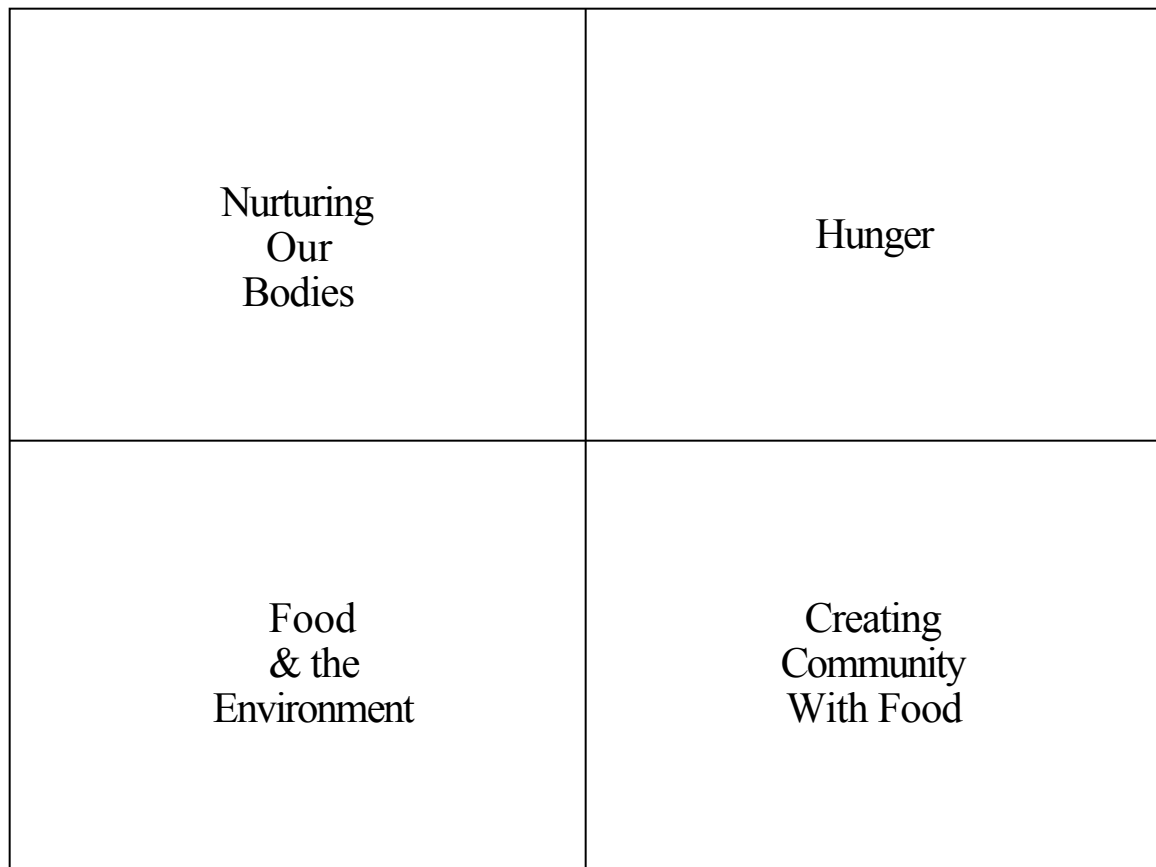 Nurturing
Our
Bodies
Hunger
Food
& the
Environment
Creating
Community
With Food